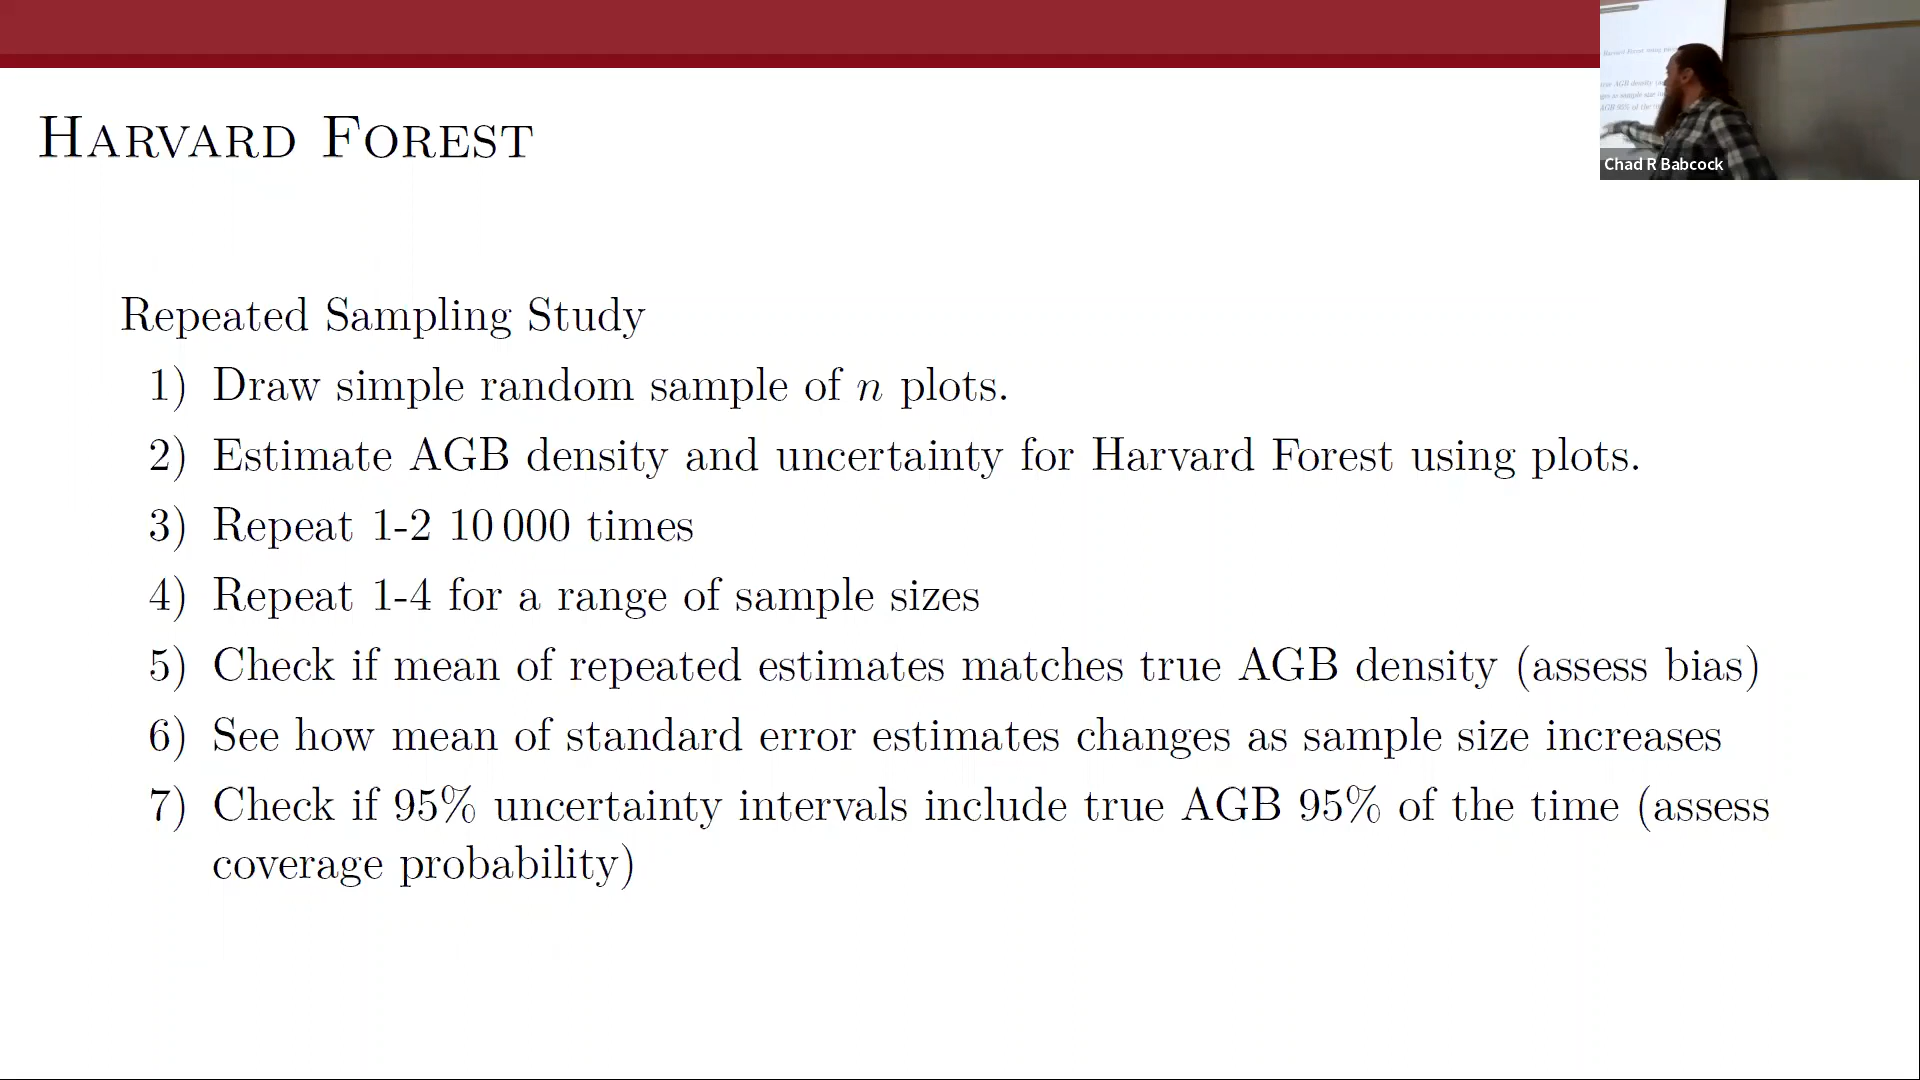 HARVARD FOREST
Chad R Babcock
Repeated Sampling Study
1) Draw simple random sample of n plots.
2) Estimate AGB density and uncertainty for Harvard Forest using plots.
3) Repeat 1-2 10 000 times
4) Repeat 1-4 for a range of sample sizes
5) Check if mean of repeated estimates matches true AGB density (assess bias)
6) See how mean of standard error estimates changes as sample size increases
7) Check if 95% uncertainty intervals include true AGB 95% of the time (assess
coverage probability)